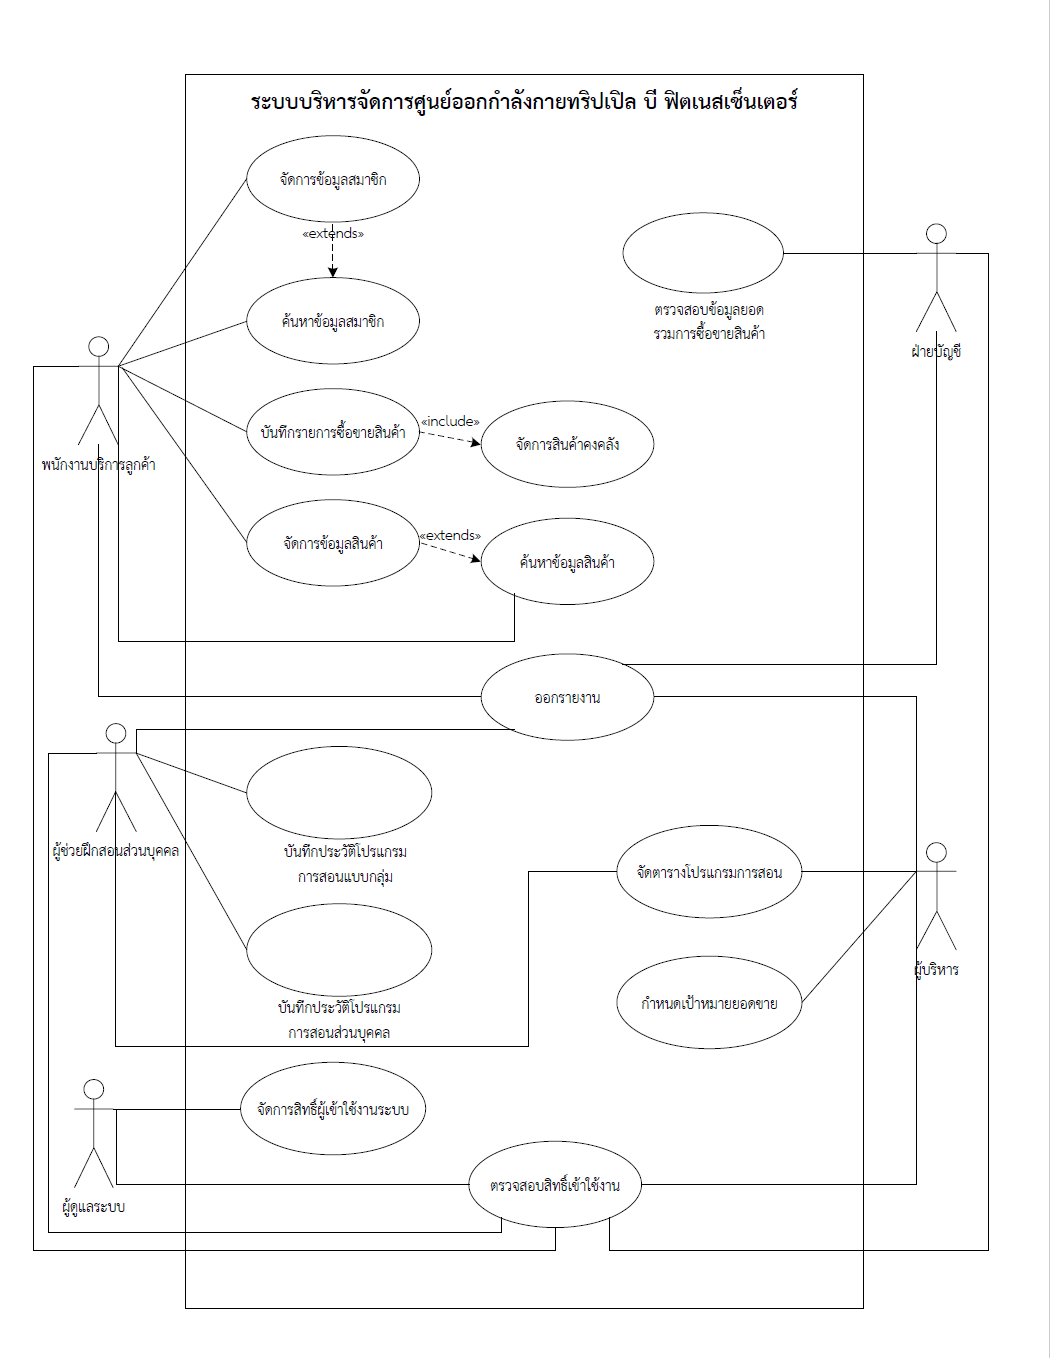 ระบบบริหารจัดการศูนย์ออกกำลังกายทริปเปิล บี ฟิตเนสเซ็นเตอร์
จัดการข้อมูลสมาชิก
«extends»
ค้นหาข้อมูลสมาชิก
ตรวจสอบข้อมูลยอด
รวมการซื้อขายสินค้า
ฝ่ายบัญชี
บันทึกรายการซื้อขายสินค้า
«include»
จัดการสินค้าคงคลัง
พนักงานบริการลูกค้า
จัดการข้อมูลสินค้า
«extends»
ค้นหาข้อมูลสินค้า
ออกรายงาน
ผู้ช่วยฝึกสอนส่วนบุคคล
บันทึกประวัติโปรแกรม
การสอนแบบกลุ่ม
จัดตารางโปรแกรมการสอน
ผู้บริหาร
บันทึกประวัติโปรแกรม
การสอนส่วนบุคคล
กำหนดเป้าหมายยอดขาย
จัดการสิทธิ์ผู้เข้าใช้งานระบบ
ตรวจสอบสิทธิ์เข้าใช้งาน
ผู้ดูแลระบบ